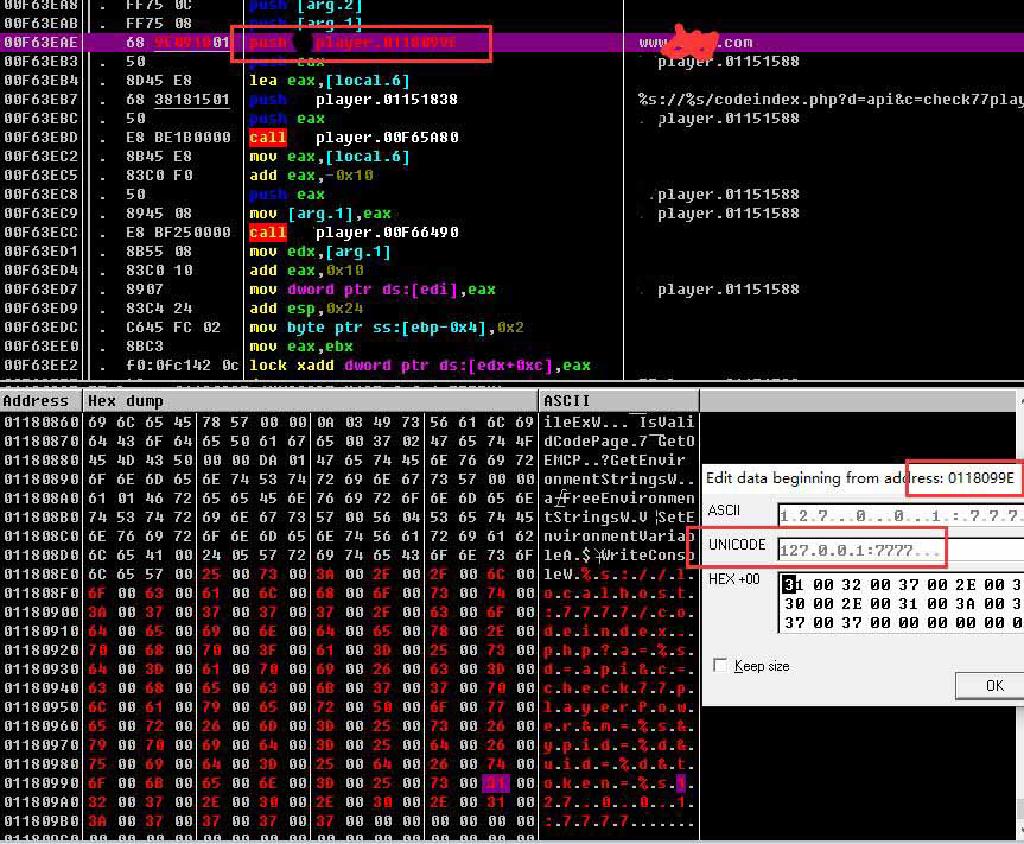 00F63EA8 . FF75 0C push [arg.2]
00F63EAB . FF75 08 push [arg.1]
00F63EAE 68 9E091801 push player.0118099E www .com
00F63EB3 . 50 push eax player.01151588
00F63EB4 . 8D45 E8 lea eax,[local.6]
00F63EB7 . 68 38181501 push player.01151838 %s://%s/codeindex.php?d=api&c=check77play
00F63EBC . 50 push eax player.01151588
00F63EBD . E8 BE1B0000 call player.00F65A80
00F63EC2 . 8B45 E8 mov eax,[local.6]
00F63EC5 . 83C0 F0 add eax,-0x10
00F63EC8 . 50 push eax player.01151588
00F63EC9 . 8945 08 mov [arg.1],eax player.01151588
00F63ECC . E8 BF250000 call player.00F66490
00F63ED1 . 8B55 08 mov edx,[arg.1]
00F63ED4 . 83C0 10 add eax,0x10
00F63ED7 . 8907 mov dword ptr ds:[edi],eax player.01151588
00F63ED9 . 83C4 24 add esp,0x24
00F63EDC . C645 FC 02 mov byte ptr ss:[ebp-0x4],0x2
00F63EE0 . 8BC3 mov eax,ebx
00F63EE2 . f0:0fc142 0c lock xadd dword ptr ds:[edx+0xc],eax
Address Hex dump ASCII
01180860 69 6C 65 45 78 57 00 00 0A 03 49 73 56 61 6C 69 ileExW... IsVali
01180870 64 43 6F 64 65 50 61 67 65 00 37 02 47 65 74 4F dCodePage.7 GetO
01180880 45 4D 43 50 00 00 DA 01 47 65 74 45 6E 76 69 72 EMCP..?GetEnvir
01180890 6F 6E 6D 65 6E 74 53 74 72 69 6E 67 73 57 00 00 onmentStringsW..
011808A0 61 01 46 72 65 65 45 6E 76 69 72 6F 6E 6D 65 6E a FreeEnvironmen
011808B0 74 53 74 72 69 6E 67 73 57 00 56 04 53 65 74 45 tStringsW.V SetE
011808C0 6E 76 69 72 6F 6E 6D 65 6E 74 56 61 72 69 61 62 nvironmentVariab
011808D0 6C 65 41 00 24 05 57 72 69 74 65 43 6F 6E 73 6F leA.$ WriteConso
011808E0 6C 65 57 00 25 00 73 00 3A 00 2F 00 2F 00 6C 00 leW.%.s.:././.l.
011808F0 6F 00 63 00 61 00 6C 00 68 00 6F 00 73 00 74 00 o.c.a.l.h.o.s.t.
01180900 3A 00 37 00 37 00 37 00 37 00 2F 00 63 00 6F 00 :.7.7.7.7./.c.o.
01180910 64 00 65 00 69 00 6E 00 64 00 65 00 78 00 2E 00 d.e.i.n.d.e.x...
01180920 70 00 68 00 70 00 3F 00 61 00 3D 00 25 00 73 00 p.h.p.?.a.=.%.s.
01180930 64 00 3D 00 61 00 70 00 69 00 26 00 63 00 3D 00 d.=.a.p.i.&.c.=.
01180940 63 00 68 00 65 00 63 00 6B 00 37 00 37 00 70 00 c.h.e.c.k.7.7.p.
01180950 6C 00 61 00 79 00 65 00 72 00 50 00 6F 00 77 00 l.a.y.e.r.P.o.w.
01180960 65 00 72 00 26 00 6D 00 3D 00 25 00 73 00 26 00 e.r.&.m.=.%.s.&.
01180970 79 00 70 00 69 00 64 00 3D 00 25 00 64 00 26 00 y.p.i.d.=.%.d.&.
01180980 75 00 69 00 64 00 3D 00 25 00 64 00 26 00 74 00 u.i.d.=.%.d.&.t.
01180990 6F 00 6B 00 65 00 6E 00 3D 00 25 00 73 00 31 00 o.k.e.n.=.%.s.1.
011809A0 32 00 37 00 2E 00 30 00 2E 00 30 00 2E 00 31 00 2.7...0...0...1.
011809B0 3A 00 37 00 37 00 37 00 37 00 00 00 00 00 00 00 :.7.7.7.7.......
Edit data beginning from address: 0118099E
ASCII 1.2.7...0...0...1.:.7.7.7.
UNICODE 127.0.0.1:7777...
HEX +00 31 00 32 00 37 00 2E 00 3
30 00 2E 00 31 00 3A 00 3
37 00 37 00 00 00 00 00 0
Keep size
OK